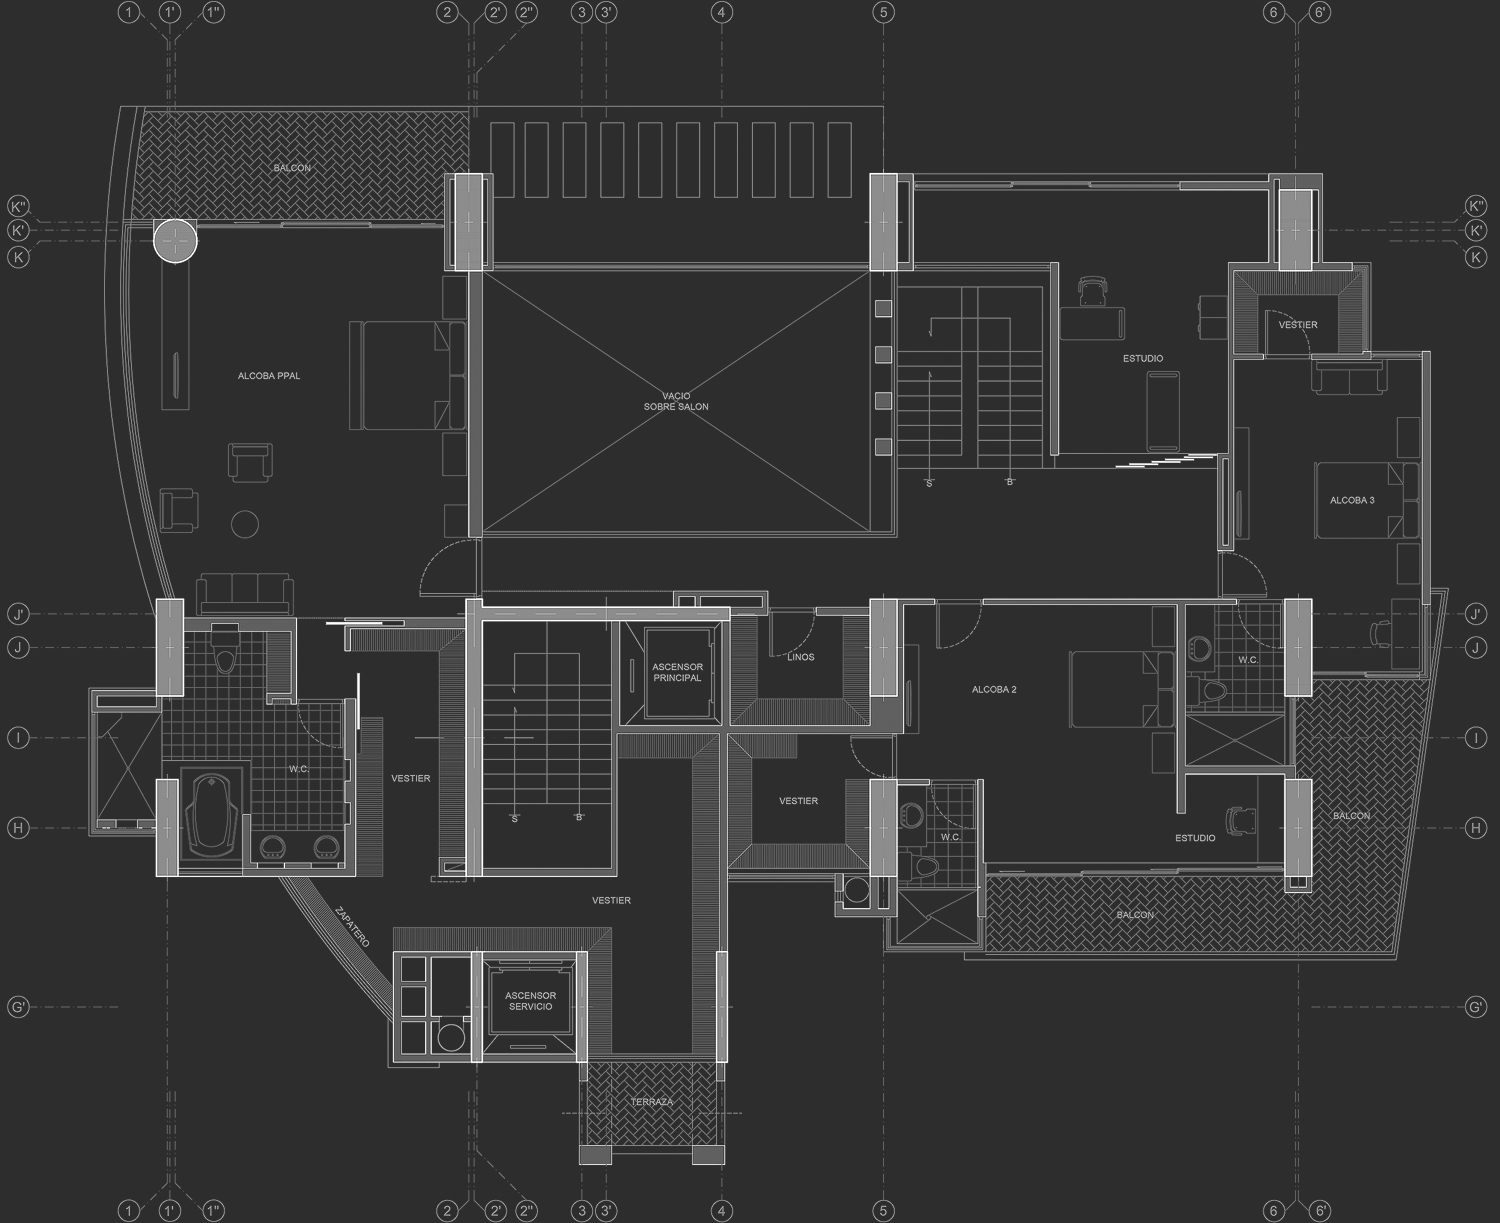 1 1' 1" 2 2' 2" 3 3' 4 5 6 6'
BALCON
K" K"
K' K'
K K
VESTIER
ESTUDIO
ALCOBA PPAL
VACIO
SOBRE SALON
S B
ALCOBA 3
J' J'
J J
LINOS
W.C.
ASCENSOR
PRINCIPAL
ALCOBA 2
I I
W.C.
VESTIER
VESTIER
S B
BALCON
H H
W.C.
ESTUDIO
VESTIER
ZAPATERO
BALCON
ASCENSOR
SERVICIO
G' G'
TERRAZA
1 1' 1" 2 2' 2" 3 3' 4 5 6 6'